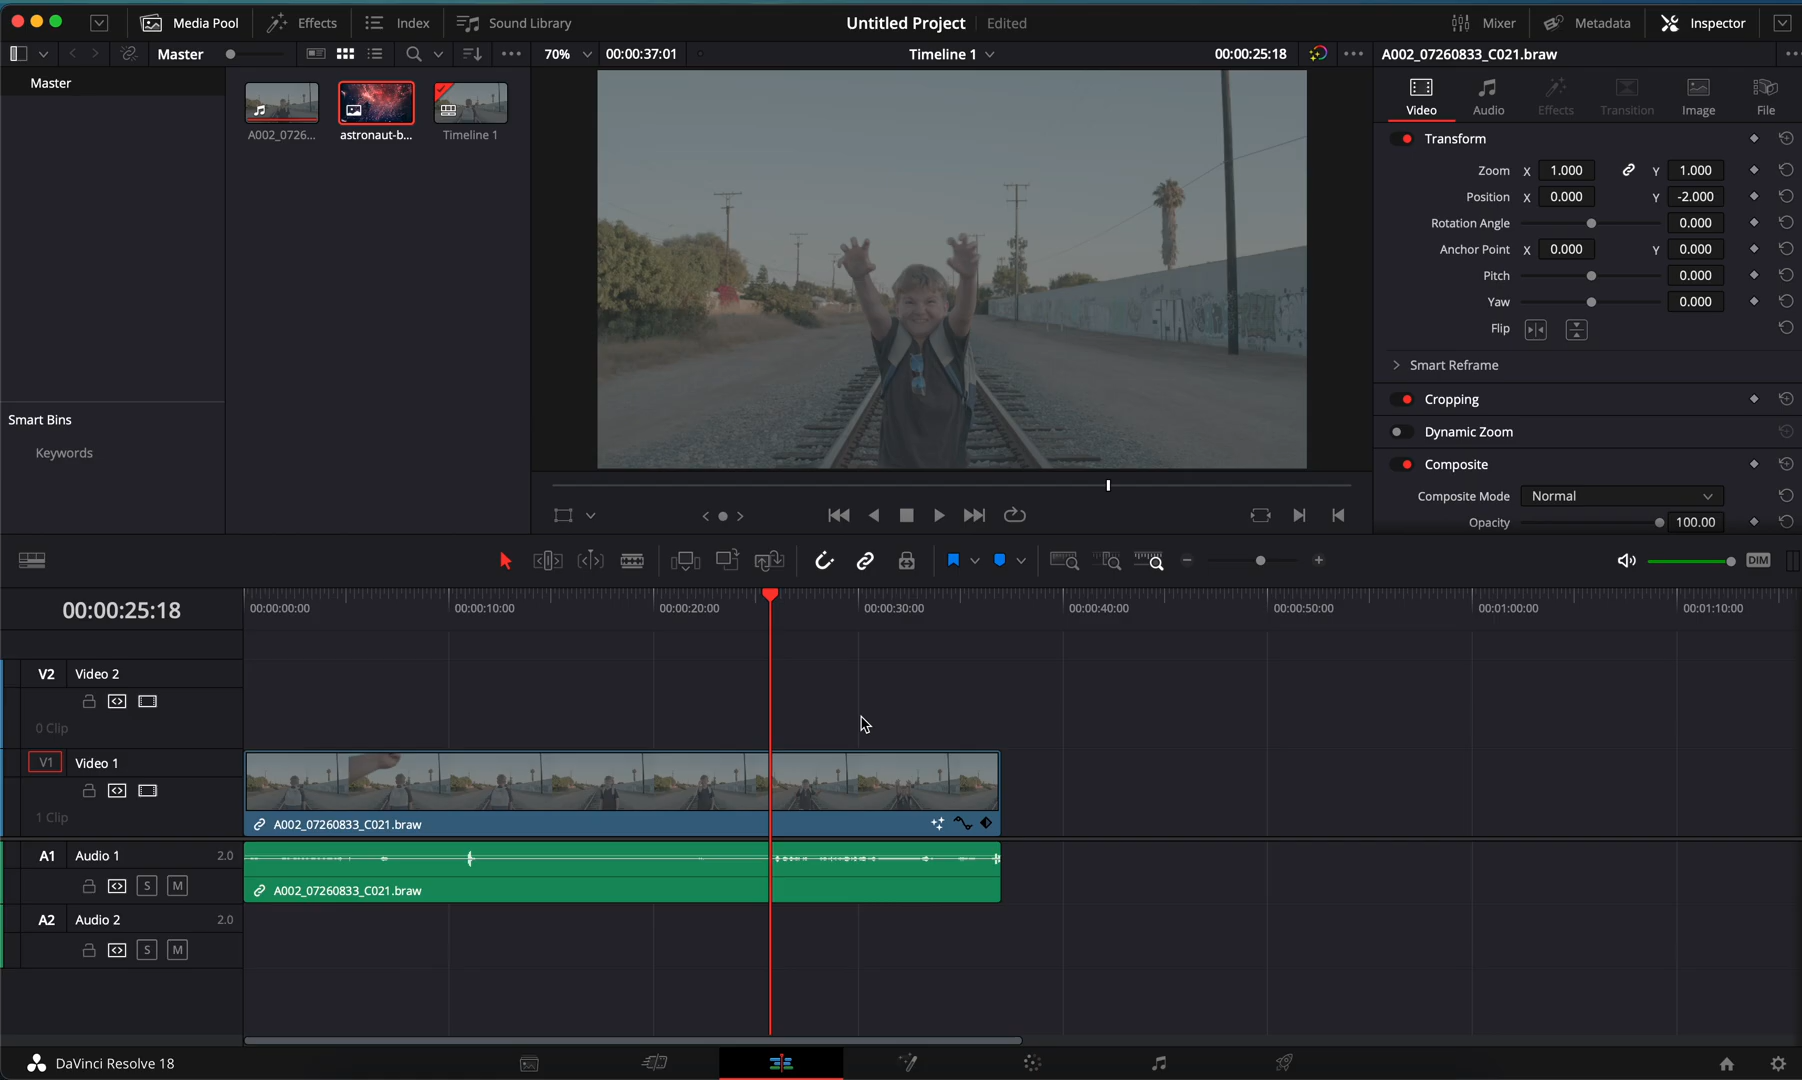 Media Pool
Effects
Index
Sound Library
Untitled Project
Edited
Mixer
Metadata
Inspector
Master
70%
00:00:37:01
Timeline 1
00:00:25:18
A002_07260833_C021.braw
Master
A002_0726...
astronaut-b...
Timeline 1
Smart Bins
Keywords
Video
Audio
Effects
Transition
Image
File
Transform
Zoom X 1.000 Y 1.000
Position X 0.000 Y -2.000
Rotation Angle 0.000
Anchor Point X 0.000 Y 0.000
Pitch 0.000
Yaw 0.000
Flip
Smart Reframe
Cropping
Dynamic Zoom
Composite
Composite Mode Normal
Opacity 100.00
DIM
00:00:25:18
00:00:00:00
00:00:10:00
00:00:20:00
00:00:30:00
00:00:40:00
00:00:50:00
00:01:00:00
00:01:10:00
V2 Video 2
0 Clip
V1 Video 1
1 Clip
A002_07260833_C021.braw
A1 Audio 1 2.0
S M
A002_07260833_C021.braw
A2 Audio 2 2.0
S M
DaVinci Resolve 18